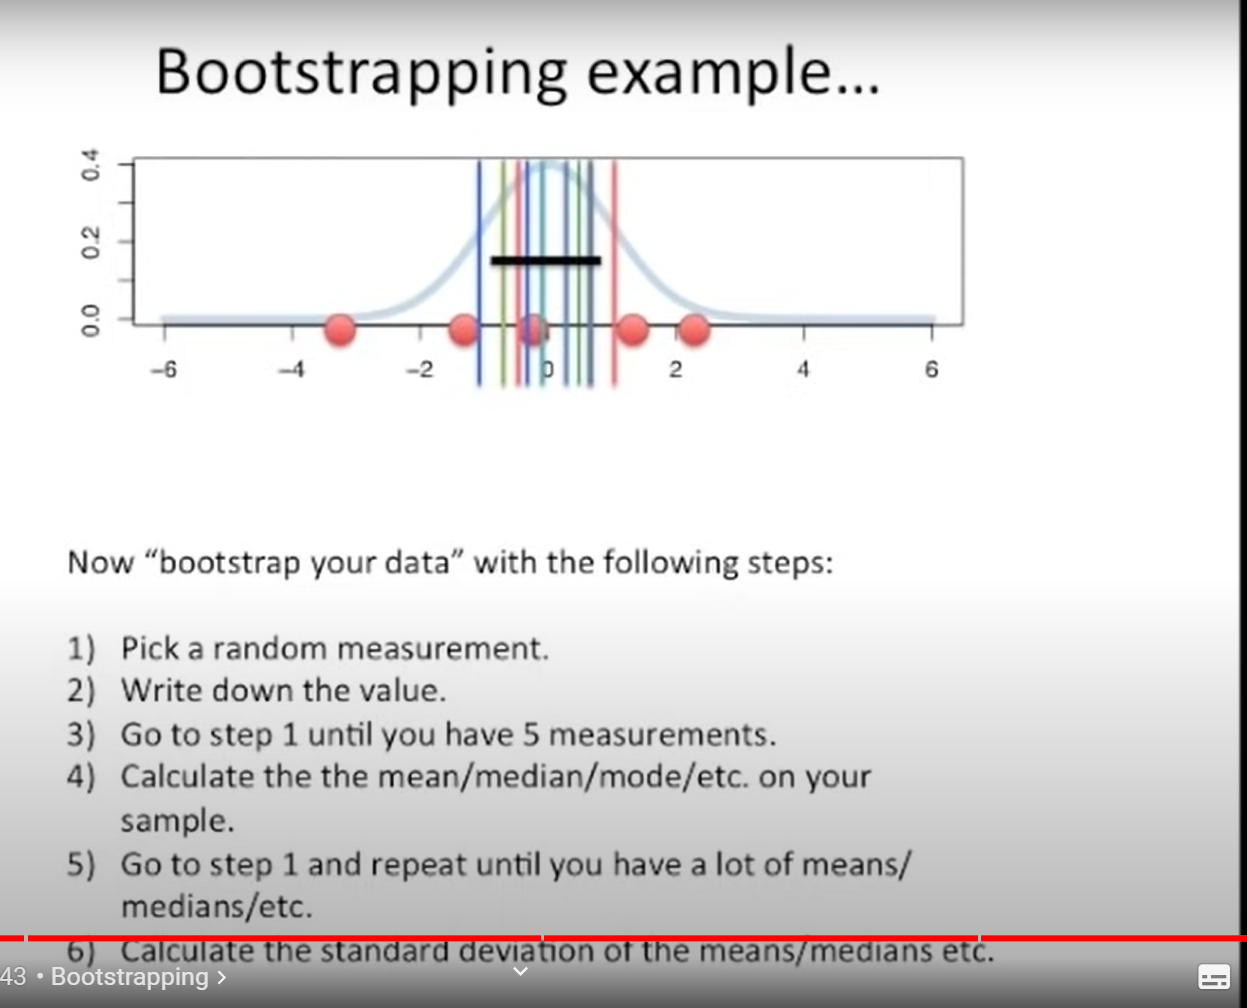 Bootstrapping example...
0.4
0.2
0.0
−6 −4 −2 0 2 4 6
Now “bootstrap your data” with the following steps:
1) Pick a random measurement.
2) Write down the value.
3) Go to step 1 until you have 5 measurements.
4) Calculate the the mean/median/mode/etc. on your
sample.
5) Go to step 1 and repeat until you have a lot of means/
medians/etc.
6) Calculate the standard deviation of the means/medians etc.
43 • Bootstrapping >